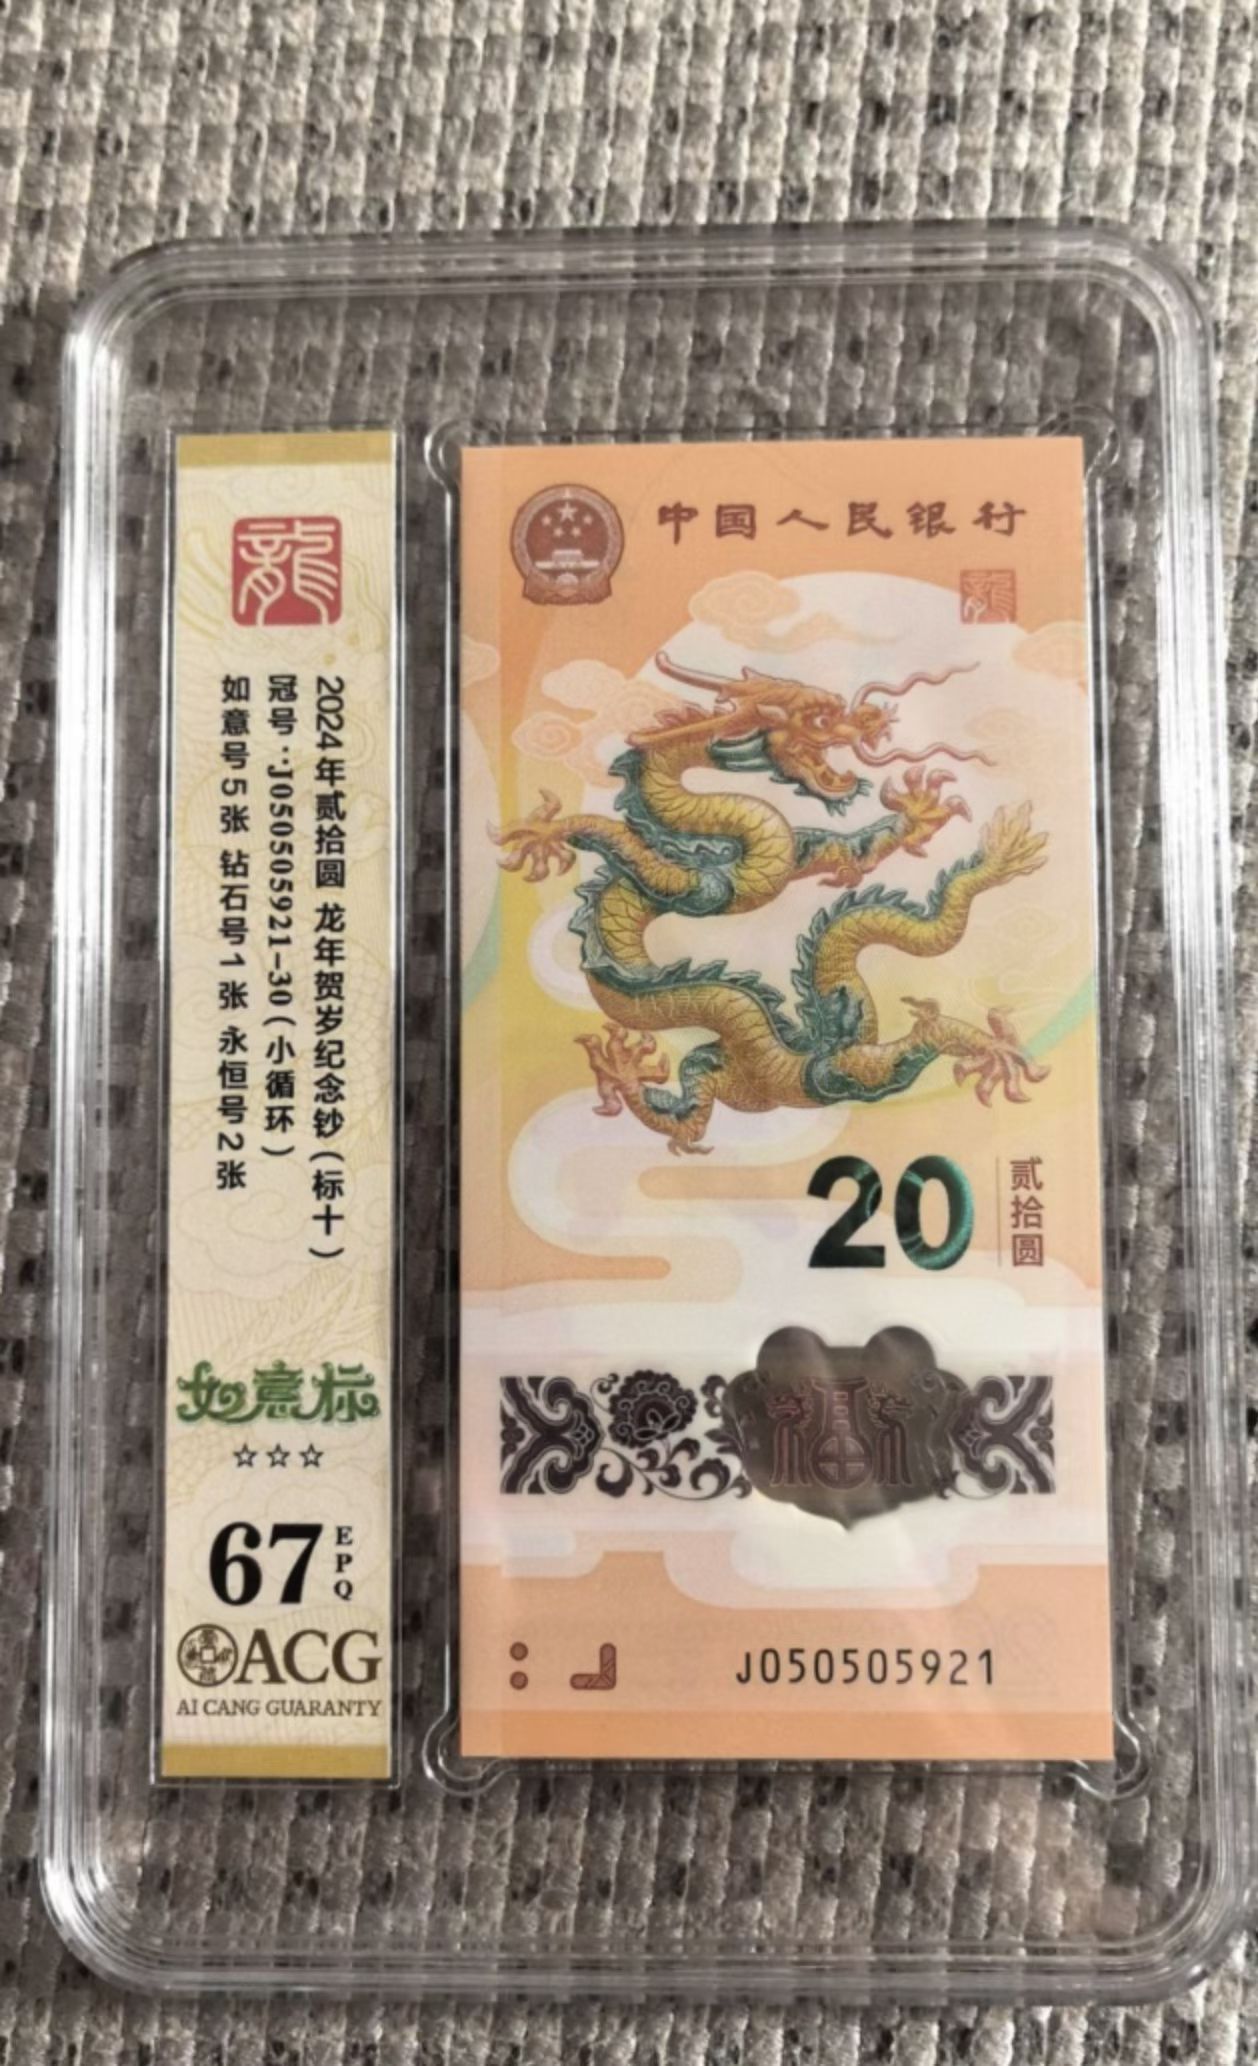 龍
2024年贰拾圆 龙年贺岁纪念钞(标十)
冠号:J050505921-30(小循环)
如意号5张 钻石号1张 永恒号2张
如意标
☆☆☆
67 EPQ
ACG
AI CANG GUARANTY
中国人民银行
龍
20
贰拾圆
福
J050505921